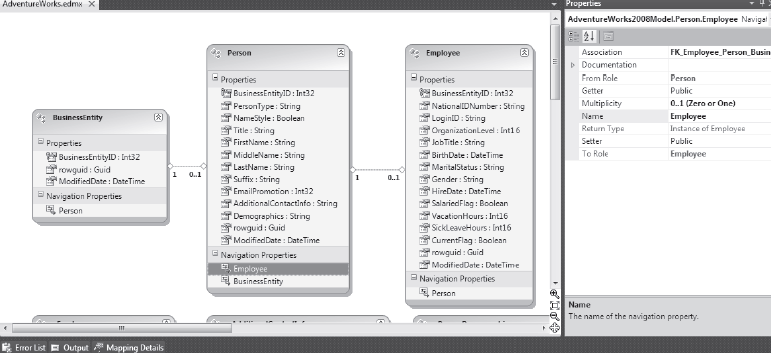 AdventureWorks.edmx
BusinessEntity
Properties
BusinessEntityID : Int32
rowguid : Guid
ModifiedDate : DateTime
Navigation Properties
Person
1
0..1
Person
Properties
BusinessEntityID : Int32
PersonType : String
NameStyle : Boolean
Title : String
FirstName : String
MiddleName : String
LastName : String
Suffix : String
EmailPromotion : Int32
AdditionalContactInfo : String
Demographics : String
rowguid : Guid
ModifiedDate : DateTime
Navigation Properties
Employee
BusinessEntity
1
0..1
Employee
Properties
BusinessEntityID : Int32
NationalIDNumber : String
LoginID : String
OrganizationLevel : Int16
JobTitle : String
BirthDate : DateTime
MaritalStatus : String
Gender : String
HireDate : DateTime
SalariedFlag : Boolean
VacationHours : Int16
SickLeaveHours : Int16
CurrentFlag : Boolean
rowguid : Guid
ModifiedDate : DateTime
Navigation Properties
Person
Error List Output Mapping Details
Properties
AdventureWorks2008Model.Person.Employee Navigat
Association FK_Employee_Person_Busin
Documentation
From Role Person
Getter Public
Multiplicity 0..1 (Zero or One)
Name Employee
Return Type Instance of Employee
Setter Public
To Role Employee
Name
The name of the navigation property.